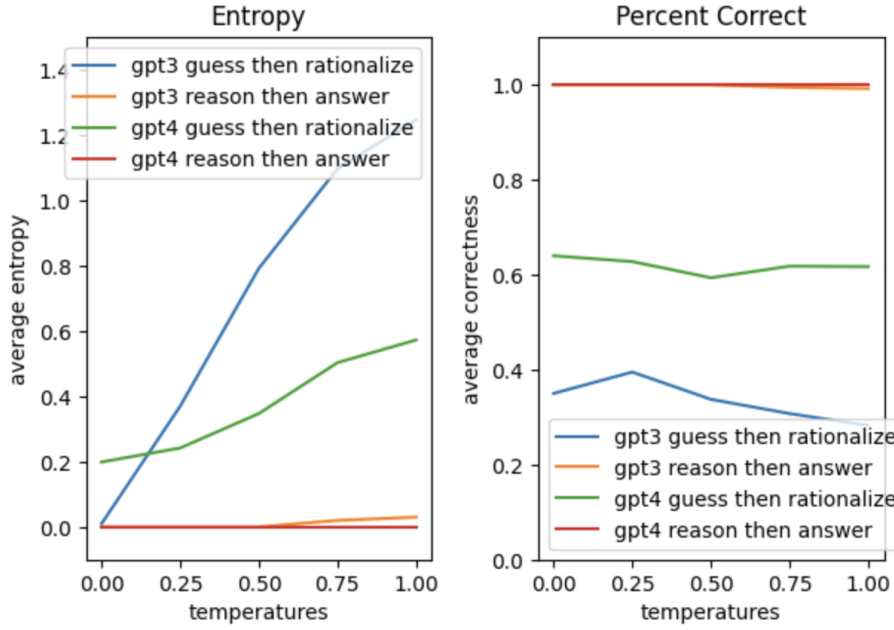 Entropy
1.4
1.2
1.0
0.8
0.6
0.4
0.2
0.0
average entropy
gpt3 guess then rationalize
gpt3 reason then answer
gpt4 guess then rationalize
gpt4 reason then answer
0.00 0.25 0.50 0.75 1.00
temperatures
Percent Correct
1.0
0.8
0.6
0.4
0.2
0.0
average correctness
gpt3 guess then rationalize
gpt3 reason then answer
gpt4 guess then rationalize
gpt4 reason then answer
0.00 0.25 0.50 0.75 1.00
temperatures